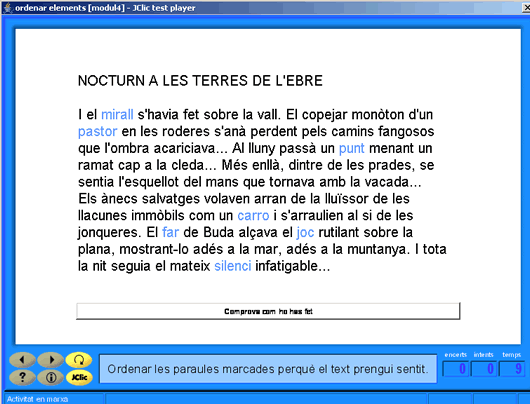 ordenar elements [modul4] - JClic test player
NOCTURN A LES TERRES DE L'EBRE
I el mirall s'havia fet sobre la vall. El copejar monòton d'un
pastor en les roderes s'anà perdent pels camins fangosos
que l'ombra acariciava... Al lluny passà un punt menant un
ramat cap a la cleda... Més enllà, dintre de les prades, se
sentia l'esquellot del mans que tornava amb la vacada...
Els ànecs salvatges volaven arran de la lluïssor de les
llacunes immòbils com un carro i s'arraulien al si de les
jonqueres. El far de Buda alçava el joc rutilant sobre la
plana, mostrant-lo adés a la mar, adés a la muntanya. I tota
la nit seguia el mateix silenci infatigable...
Comprova com ho has fet
encerts intents temps
0 0 9
Ordenar les paraules marcades perquè el text prengui sentit.
? JClic
Activitat en marxa